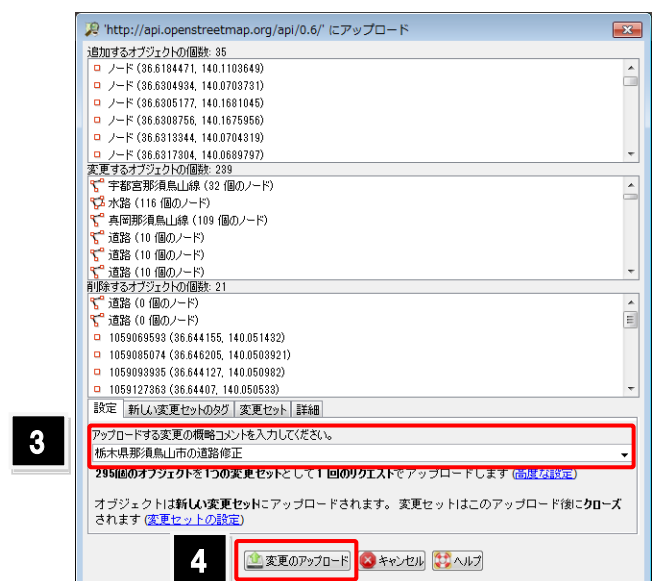 'http://api.openstreetmap.org/api/0.6/' にアップロード
追加するオブジェクトの個数: 35
ノード (36.6184471, 140.1103649)
ノード (36.6304934, 140.0703731)
ノード (36.6305177, 140.1681045)
ノード (36.6308756, 140.1675956)
ノード (36.6313344, 140.0704319)
ノード (36.6317304, 140.0689797)
変更するオブジェクトの個数: 239
宇都宮那須烏山線 (32 個のノード)
水路 (116 個のノード)
真岡那須烏山線 (109 個のノード)
道路 (10 個のノード)
道路 (10 個のノード)
道路 (10 個のノード)
削除するオブジェクトの個数: 21
道路 (0 個のノード)
道路 (0 個のノード)
1059069593 (36.644155, 140.051432)
1059085074 (36.646205, 140.0503921)
1059093935 (36.644127, 140.050982)
1059127363 (36.64407, 140.050533)
設定 新しい変更セットのタグ 変更セット 詳細
3
アップロードする変更の概略コメントを入力してください。
栃木県那須烏山市の道路修正
295個のオブジェクトを1つの変更セットとして1 回のリクエストでアップロードします (高度な設定)
オブジェクトは新しい変更セットにアップロードされます。 変更セットはこのアップロード後にクローズ
されます (変更セットの設定)
4
変更のアップロード キャンセル ヘルプ